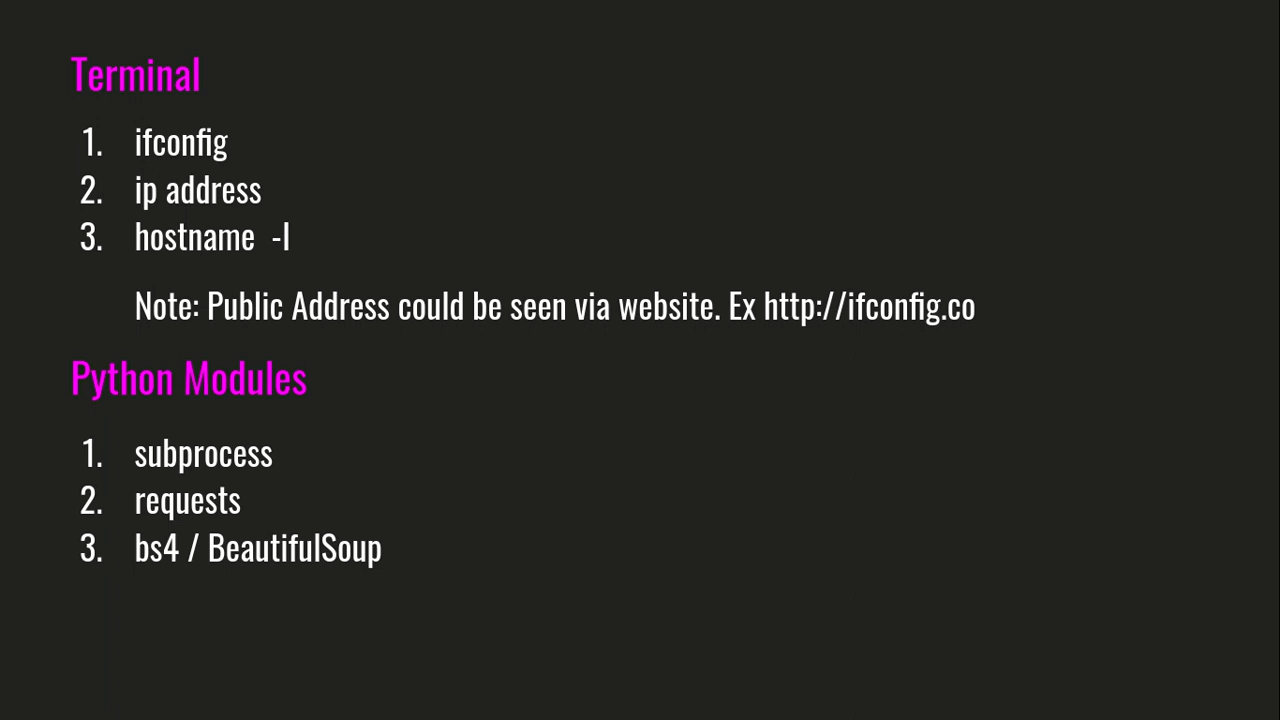 Terminal
1. ifconfig
2. ip address
3. hostname -I
Note: Public Address could be seen via website. Ex http://ifconfig.co
Python Modules
1. subprocess
2. requests
3. bs4 / BeautifulSoup